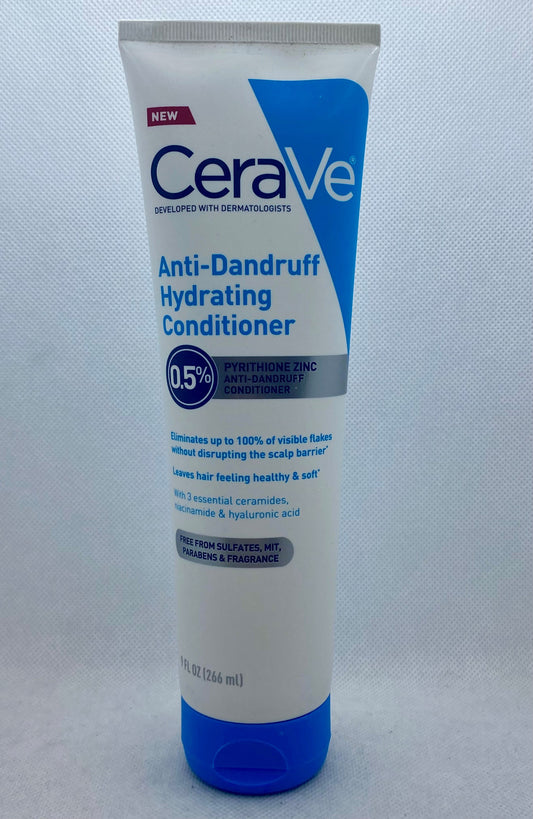 NEW
CeraVe®
DEVELOPED WITH DERMATOLOGISTS
Anti-Dandruff
Hydrating
Conditioner
0.5%
PYRITHIONE ZINC
ANTI-DANDRUFF
CONDITIONER
Eliminates up to 100% of visible flakes
without disrupting the scalp barrier*
Leaves hair feeling healthy & soft*
With 3 essential ceramides,
niacinamide & hyaluronic acid
FREE FROM SULFATES, MIT,
PARABENS & FRAGRANCE
9 FL OZ (266 ml)